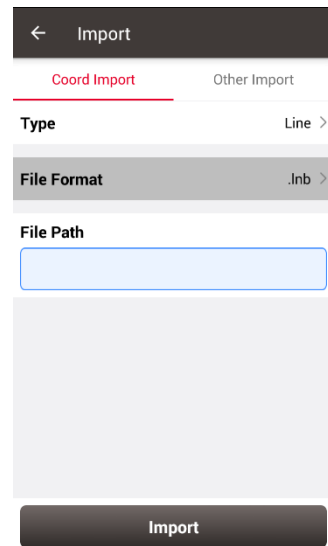 Import
Coord Import Other Import
Type Line
File Format .lnb
File Path
Import